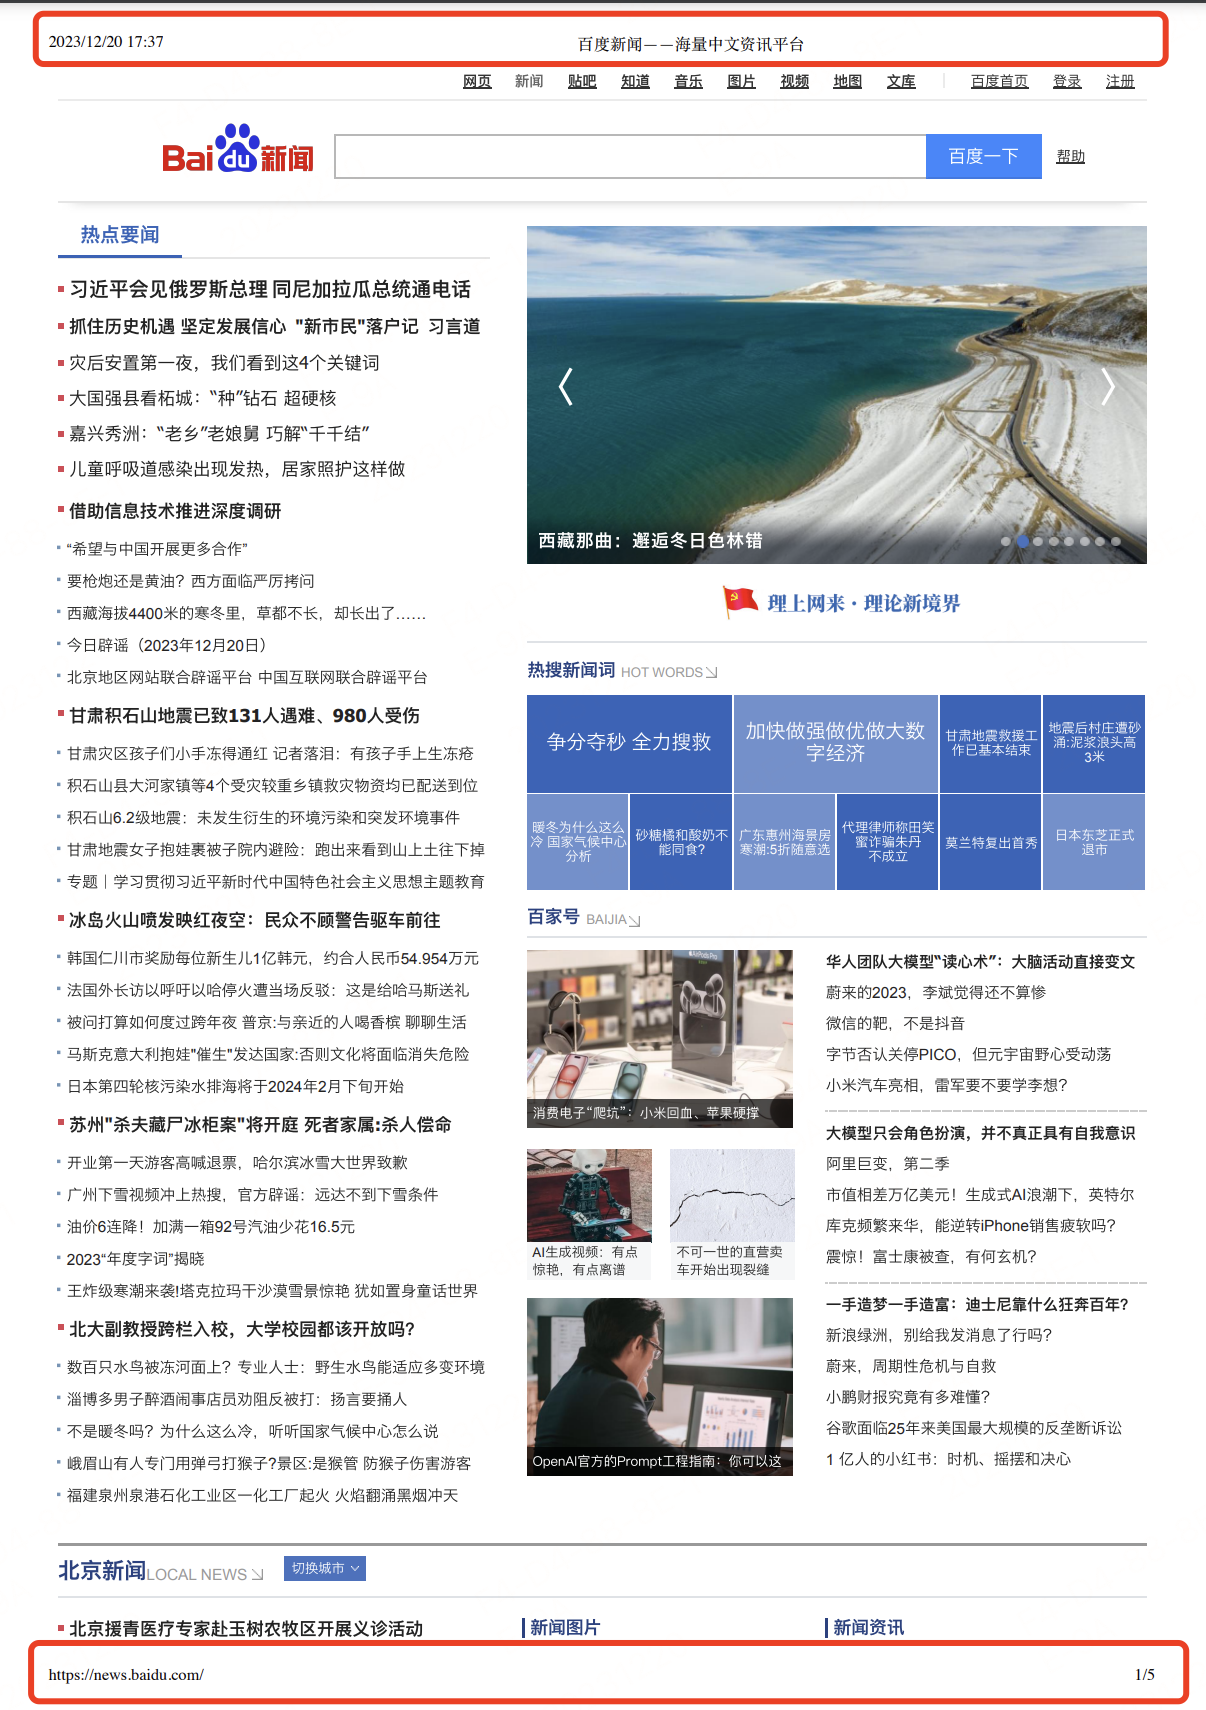 2023/12/20 17:37
百度新闻——海量中文资讯平台
网页 新闻 贴吧 知道 音乐 图片 视频 地图 文库 百度首页 登录 注册
Bai du 新闻 百度一下 帮助
热点要闻
习近平会见俄罗斯总理 同尼加拉瓜总统通电话
抓住历史机遇 坚定发展信心 "新市民"落户记 习言道
灾后安置第一夜，我们看到这4个关键词
大国强县看柘城：“种”钻石 超硬核
嘉兴秀洲：“老乡”老娘舅 巧解“千千结”
儿童呼吸道感染出现发热，居家照护这样做
借助信息技术推进深度调研
“希望与中国开展更多合作”
要枪炮还是黄油？西方面临严厉拷问
西藏海拔4400米的寒冬里，草都不长，却长出了……
今日辟谣（2023年12月20日）
北京地区网站联合辟谣平台 中国互联网联合辟谣平台
甘肃积石山地震已致131人遇难、980人受伤
甘肃灾区孩子们小手冻得通红 记者落泪：有孩子手上生冻疮
积石山县大河家镇等4个受灾较重乡镇救灾物资均已配送到位
积石山6.2级地震：未发生衍生的环境污染和突发环境事件
甘肃地震女子抱娃裹被子院内避险：跑出来看到山上土往下掉
专题｜学习贯彻习近平新时代中国特色社会主义思想主题教育
冰岛火山喷发映红夜空：民众不顾警告驱车前往
韩国仁川市奖励每位新生儿1亿韩元，约合人民币54.954万元
法国外长访以呼吁以哈停火遭当场反驳：这是给哈马斯送礼
被问打算如何度过跨年夜 普京:与亲近的人喝香槟 聊聊生活
马斯克意大利抱娃"催生"发达国家:否则文化将面临消失危险
日本第四轮核污染水排海将于2024年2月下旬开始
苏州"杀夫藏尸冰柜案"将开庭 死者家属:杀人偿命
开业第一天游客高喊退票，哈尔滨冰雪大世界致歉
广州下雪视频冲上热搜，官方辟谣：远达不到下雪条件
油价6连降！加满一箱92号汽油少花16.5元
2023“年度字词”揭晓
王炸级寒潮来袭!塔克拉玛干沙漠雪景惊艳 犹如置身童话世界
北大副教授跨栏入校，大学校园都该开放吗？
数百只水鸟被冻河面上？专业人士：野生水鸟能适应多变环境
淄博多男子醉酒闹事店员劝阻反被打：扬言要捅人
不是暖冬吗？为什么这么冷，听听国家气候中心怎么说
峨眉山有人专门用弹弓打猴子?景区:是猴管 防猴子伤害游客
福建泉州泉港石化工业区一化工厂起火 火焰翻涌黑烟冲天
西藏那曲：邂逅冬日色林错
理上网来·理论新境界
热搜新闻词 HOT WORDS
争分夺秒 全力搜救
加快做强做优做大数
字经济
甘肃地震救援工
作已基本结束
地震后村庄遭砂
涌:泥浆浪头高
3米
暖冬为什么这么
冷 国家气候中心
分析
砂糖橘和酸奶不
能同食?
广东惠州海景房
寒潮:5折随意选
代理律师称田笑
蜜诈骗朱丹
不成立
莫兰特复出首秀
日本东芝正式
退市
百家号 BAIJIA
AirPods Pro
消费电子“爬坑”：小米回血、苹果硬撑
AI生成视频：有点
惊艳，有点离谱
不可一世的直营卖
车开始出现裂缝
OpenAI官方的Prompt工程指南：你可以这
华人团队大模型“读心术”：大脑活动直接变文
蔚来的2023，李斌觉得还不算惨
微信的靶，不是抖音
字节否认关停PICO，但元宇宙野心受动荡
小米汽车亮相，雷军要不要学李想？
大模型只会角色扮演，并不真正具有自我意识
阿里巨变，第二季
市值相差万亿美元！生成式AI浪潮下，英特尔
库克频繁来华，能逆转iPhone销售疲软吗？
震惊！富士康被查，有何玄机？
一手造梦一手造富：迪士尼靠什么狂奔百年?
新浪绿洲，别给我发消息了行吗？
蔚来，周期性危机与自救
小鹏财报究竟有多难懂？
谷歌面临25年来美国最大规模的反垄断诉讼
1 亿人的小红书：时机、摇摆和决心
北京新闻LOCAL NEWS 切换城市
北京援青医疗专家赴玉树农牧区开展义诊活动
新闻图片
新闻资讯
https://news.baidu.com/
1/5